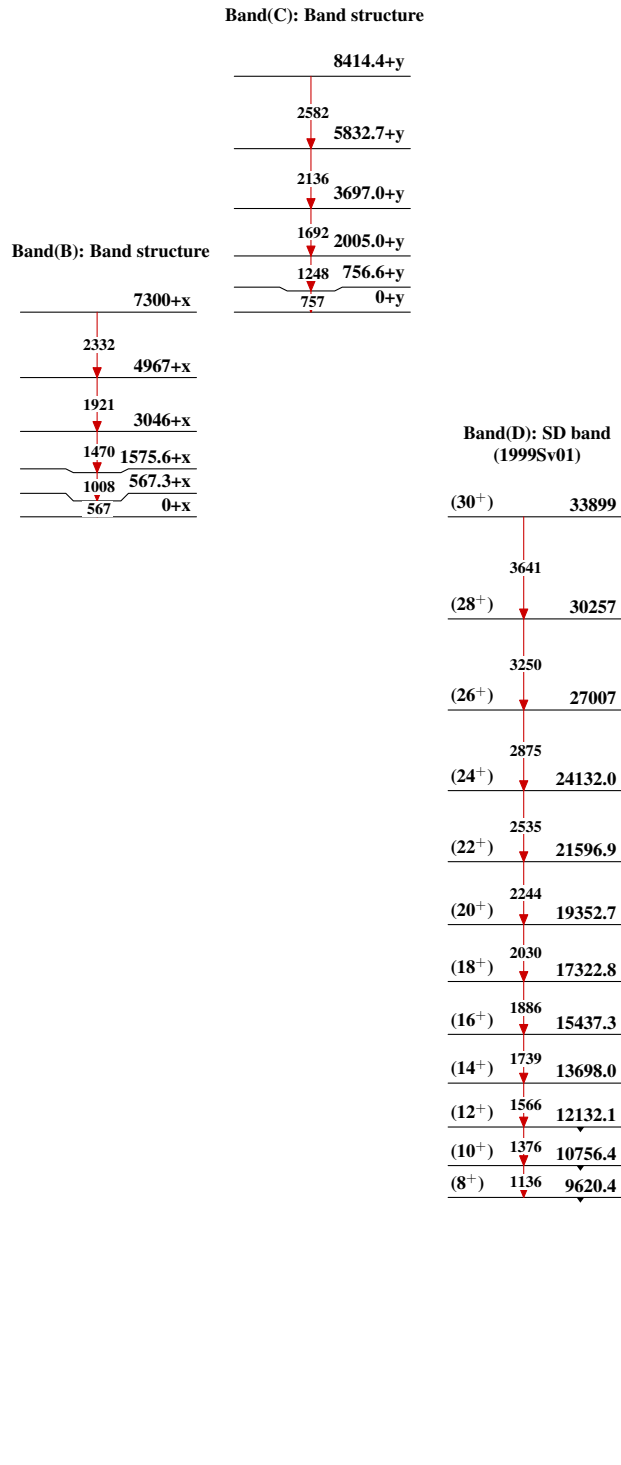 Band(C): Band structure
8414.4+y
2582
5832.7+y
2136
3697.0+y
1692
2005.0+y
1248
756.6+y
757
0+y
Band(B): Band structure
7300+x
2332
4967+x
1921
3046+x
1470
1575.6+x
1008
567.3+x
567
0+x
Band(D): SD band
(1999Sv01)
(30⁺) 33899
3641
(28⁺) 30257
3250
(26⁺) 27007
2875
(24⁺) 24132.0
2535
(22⁺) 21596.9
2244
(20⁺) 19352.7
2030
(18⁺) 17322.8
1886
(16⁺) 15437.3
1739
(14⁺) 13698.0
1566
(12⁺) 12132.1
1376
(10⁺) 10756.4
1136
(8⁺) 9620.4